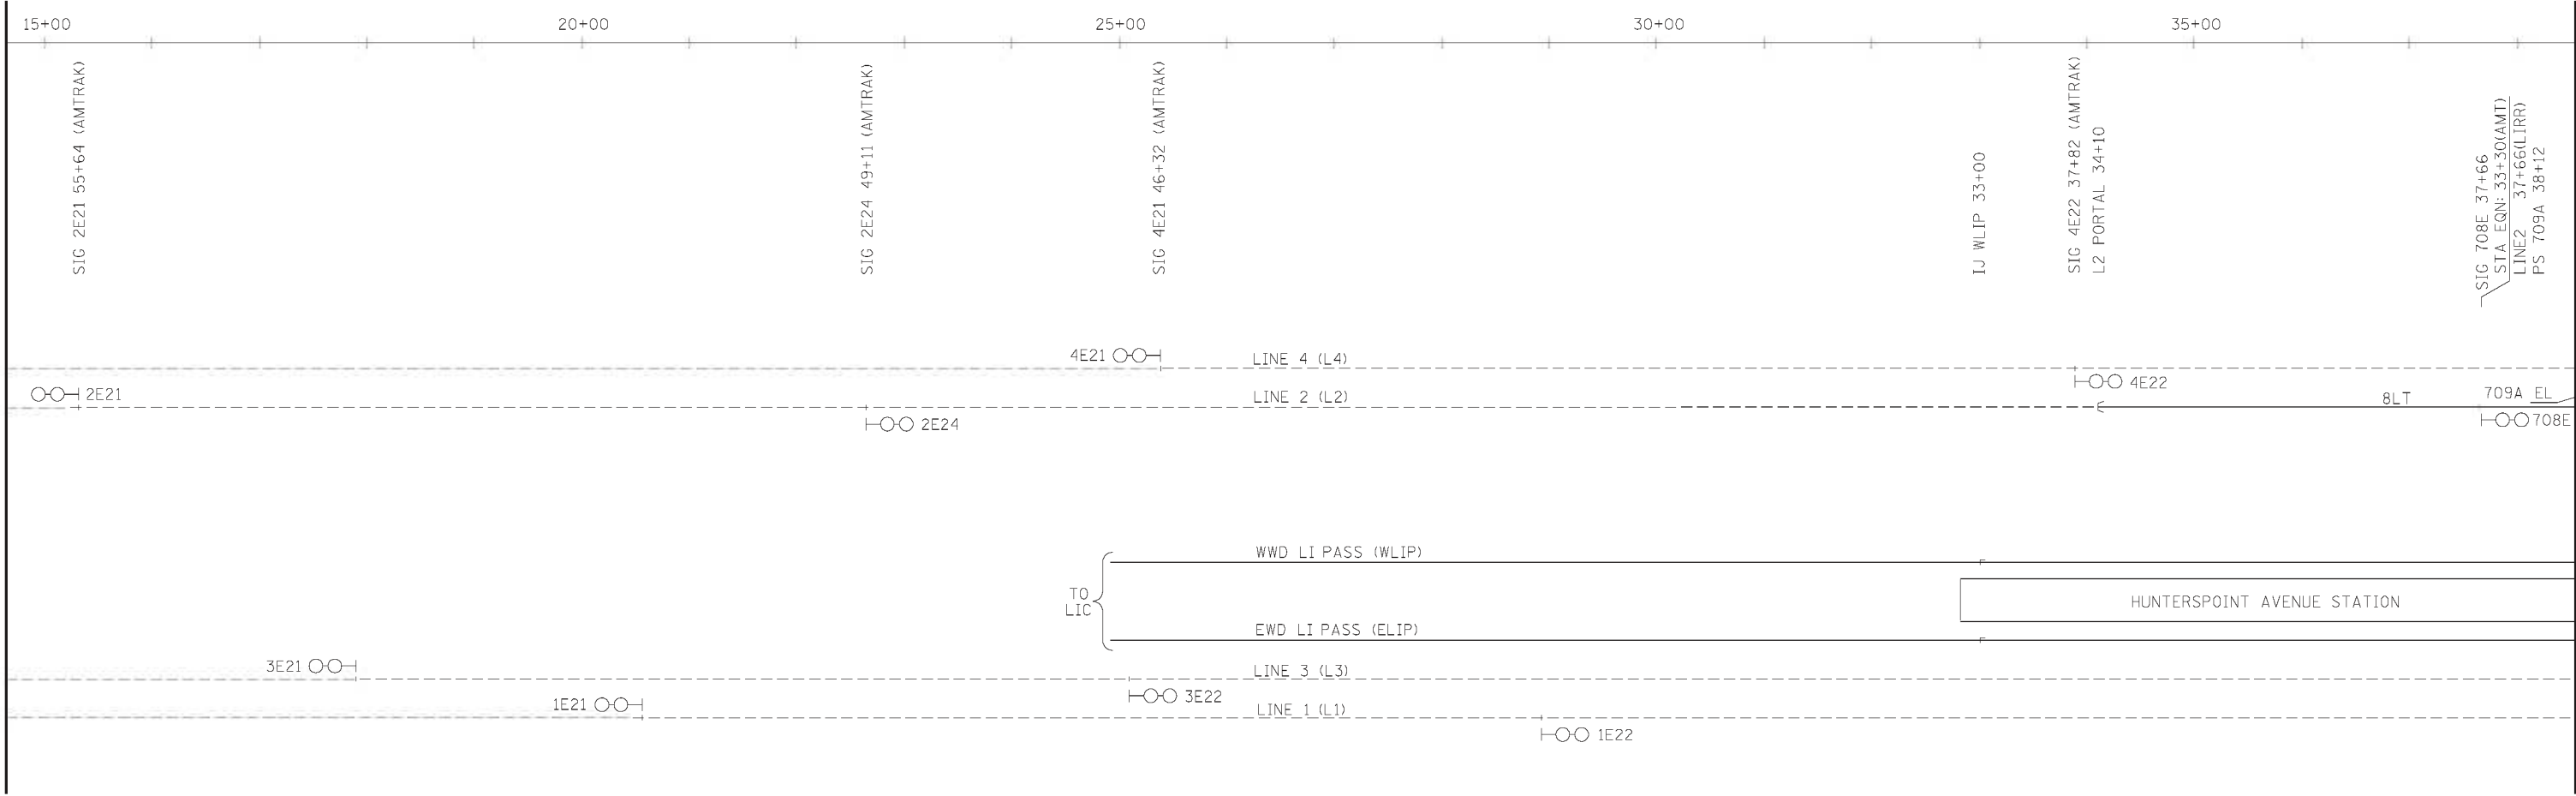 15+00
20+00
25+00
30+00
35+00
SIG 2E21 55+64 (AMTRAK)
SIG 2E24 49+11 (AMTRAK)
SIG 4E21 46+32 (AMTRAK)
IJ WLIP 33+00
SIG 4E22 37+82 (AMTRAK)
L2 PORTAL 34+10
SIG 708E 37+66
STA EQN: 33+30(AMT)
LINE2 37+66(LIRR)
PS 709A 38+12
4E21
LINE 4 (L4)
4E22
2E21
LINE 2 (L2)
8LT
709A EL
2E24
708E
WWD LI PASS (WLIP)
TO
LIC
HUNTERSPOINT AVENUE STATION
EWD LI PASS (ELIP)
3E21
LINE 3 (L3)
3E22
1E21
LINE 1 (L1)
1E22